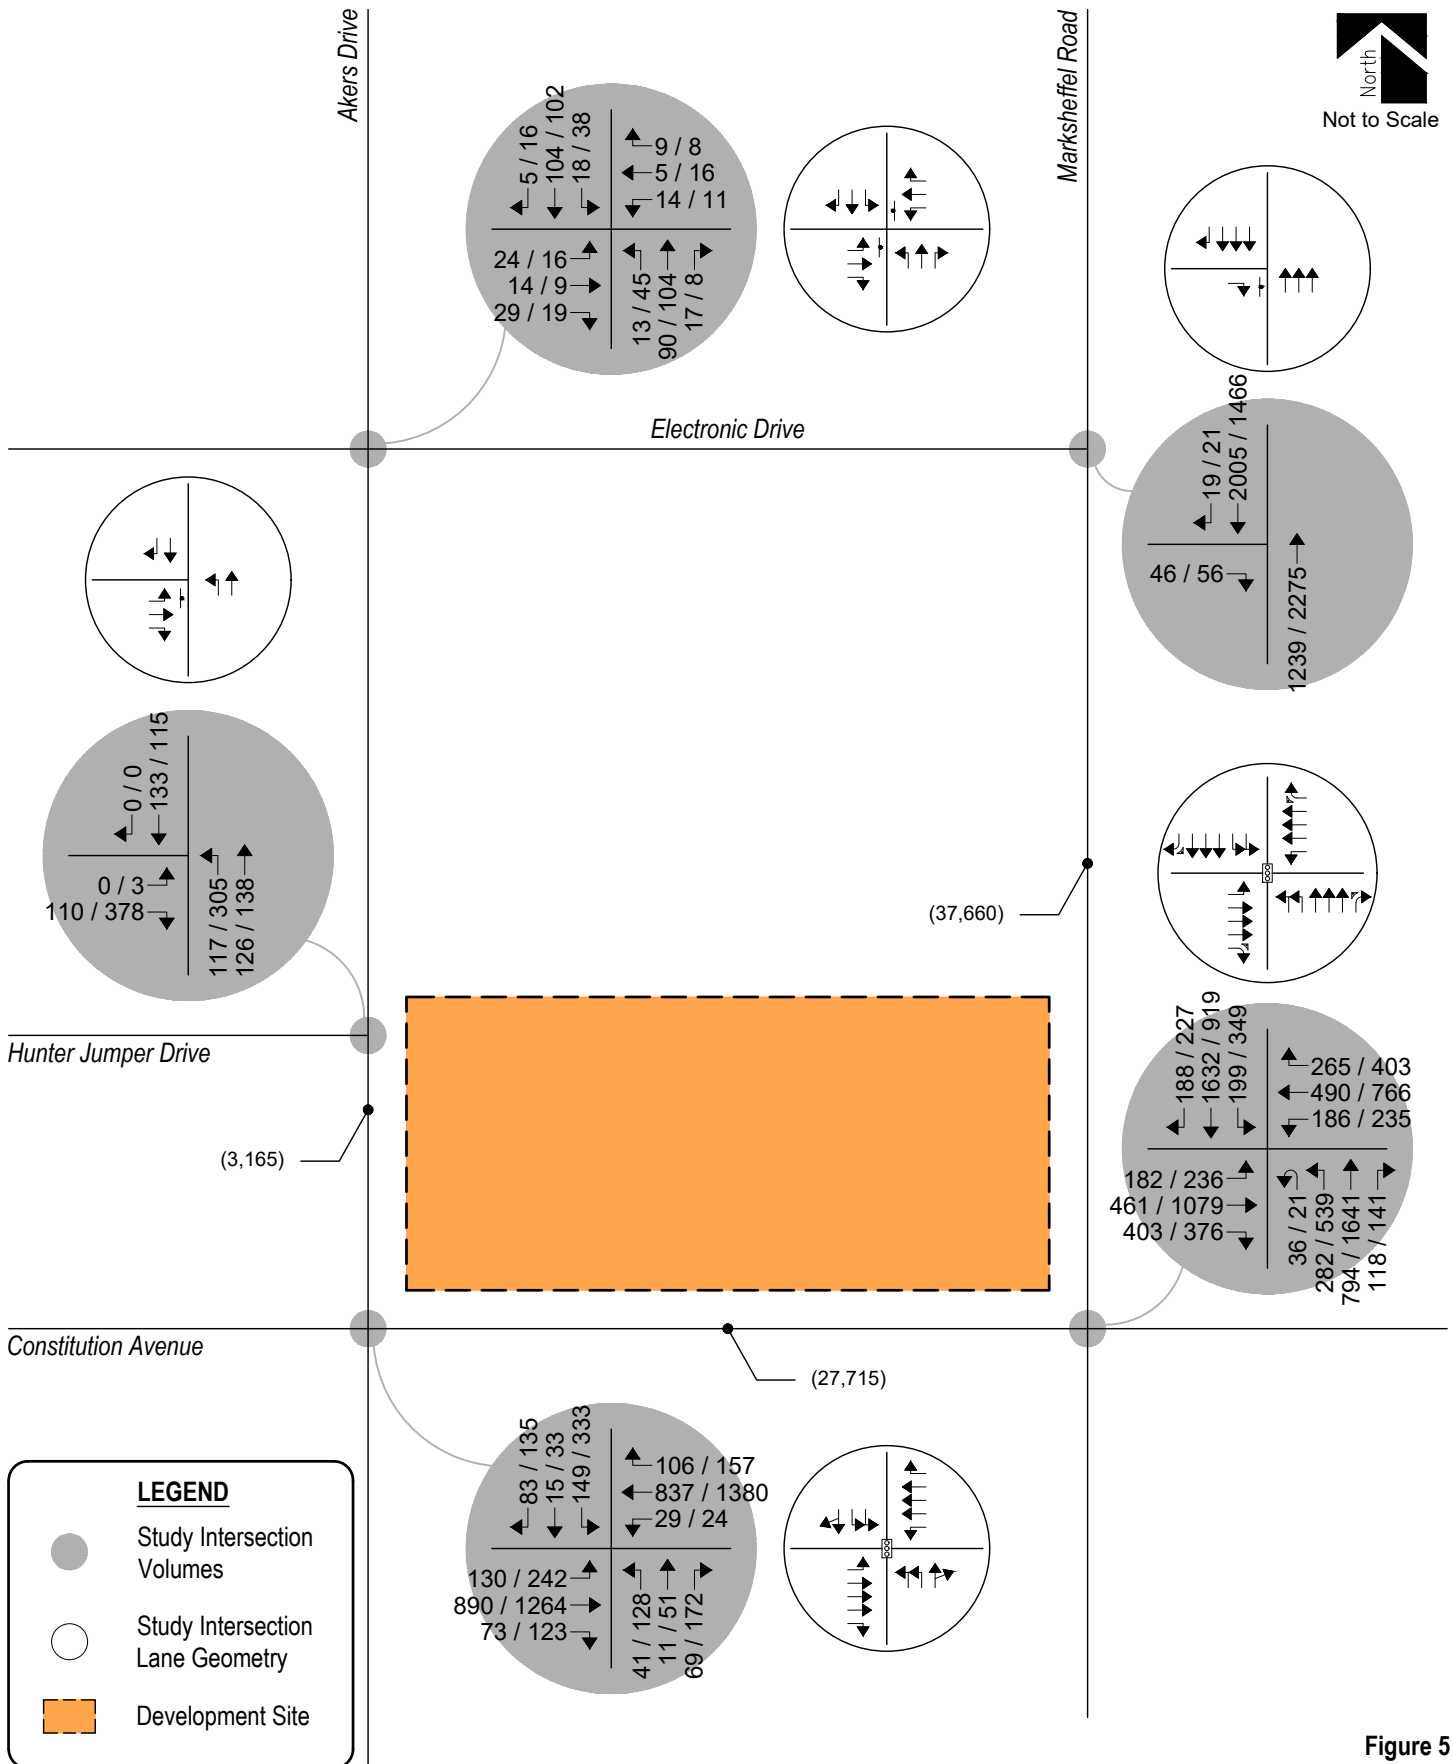 Akers Drive
Marksheffel Road
North
Not to Scale
5 / 16
104 / 102
18 / 38
9 / 8
5 / 16
14 / 11
24 / 16
14 / 9
29 / 19
13 / 45
90 / 104
17 / 8
Electronic Drive
19 / 21
2005 / 1466
46 / 56
1239 / 2275
0 / 0
133 / 115
0 / 3
110 / 378
117 / 305
126 / 138
(37,660)
Hunter Jumper Drive
(3,165)
188 / 227
1632 / 919
199 / 349
265 / 403
490 / 766
186 / 235
182 / 236
461 / 1079
403 / 376
36 / 21
282 / 539
794 / 1641
118 / 141
Constitution Avenue
(27,715)
83 / 135
15 / 33
149 / 333
106 / 157
837 / 1380
29 / 24
130 / 242
890 / 1264
73 / 123
41 / 128
11 / 51
69 / 172
LEGEND
Study Intersection
Volumes
Study Intersection
Lane Geometry
Development Site
Figure 5